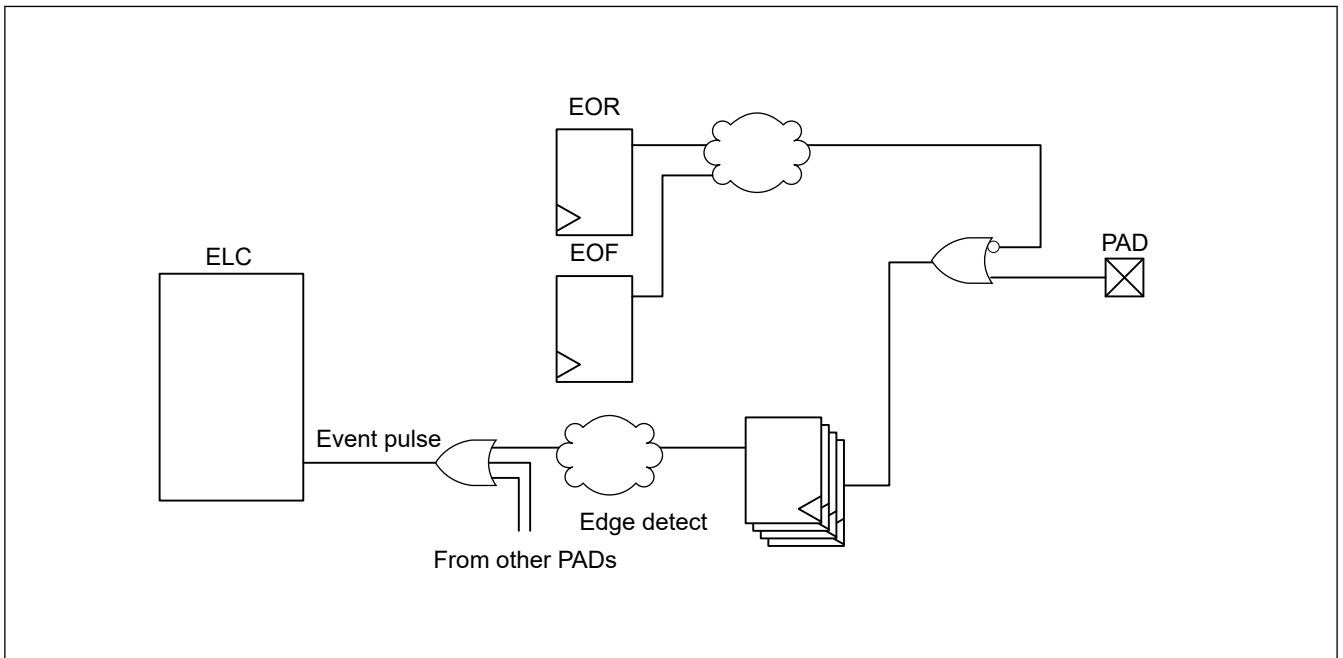 EOR
EOF
PAD
ELC
Event pulse
Edge detect
From other PADs